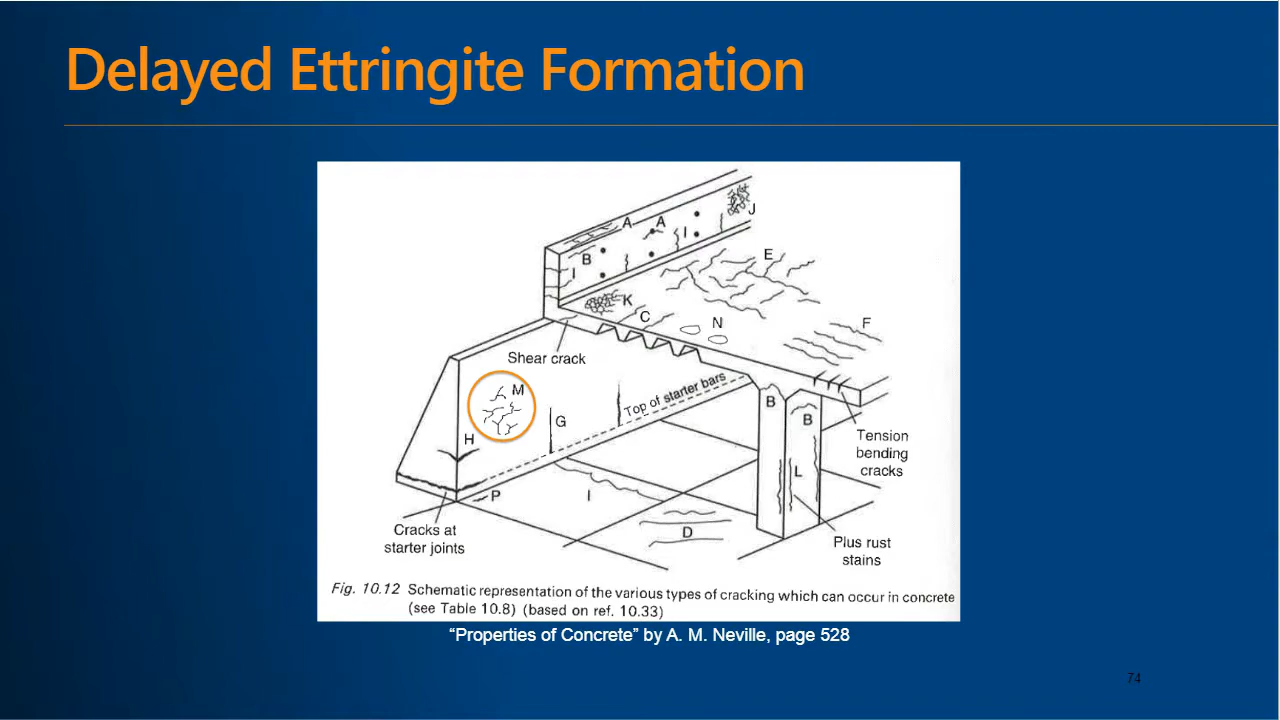 Delayed Ettringite Formation
A
A
J
B
I
I
E
K
C
N
F
Shear crack
M
Top of starter bars
G
H
B
B
Tension
bending
cracks
L
P
I
D
Cracks at
starter joints
Plus rust
stains
Fig. 10.12 Schematic representation of the various types of cracking which can occur in concrete
(see Table 10.8) (based on ref. 10.33)
“Properties of Concrete” by A. M. Neville, page 528
74